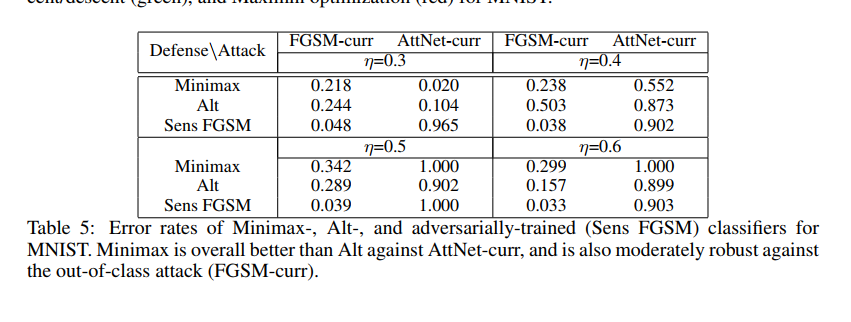 cent/descent (green), and Maximin optimization (red) for MNIST.
Defense\Attack FGSM-curr AttNet-curr FGSM-curr AttNet-curr
η=0.3 η=0.4
Minimax 0.218 0.020 0.238 0.552
Alt 0.244 0.104 0.503 0.873
Sens FGSM 0.048 0.965 0.038 0.902
η=0.5 η=0.6
Minimax 0.342 1.000 0.299 1.000
Alt 0.289 0.902 0.157 0.899
Sens FGSM 0.039 1.000 0.033 0.903
Table 5: Error rates of Minimax-, Alt-, and adversarially-trained (Sens FGSM) classifiers for
MNIST. Minimax is overall better than Alt against AttNet-curr, and is also moderately robust against
the out-of-class attack (FGSM-curr).